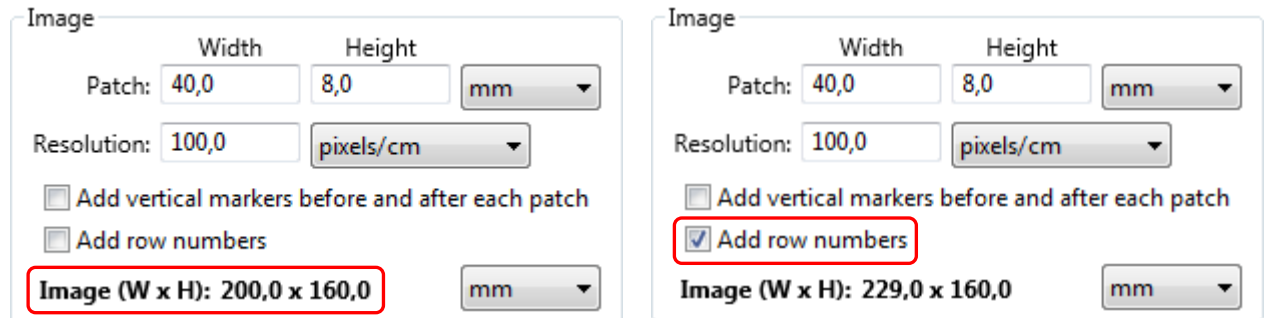 Image
Width Height
Patch: 40,0 8,0 mm
Resolution: 100,0 pixels/cm
Add vertical markers before and after each patch
Add row numbers
Image (W x H): 200,0 x 160,0 mm
Image
Width Height
Patch: 40,0 8,0 mm
Resolution: 100,0 pixels/cm
Add vertical markers before and after each patch
Add row numbers
Image (W x H): 229,0 x 160,0 mm